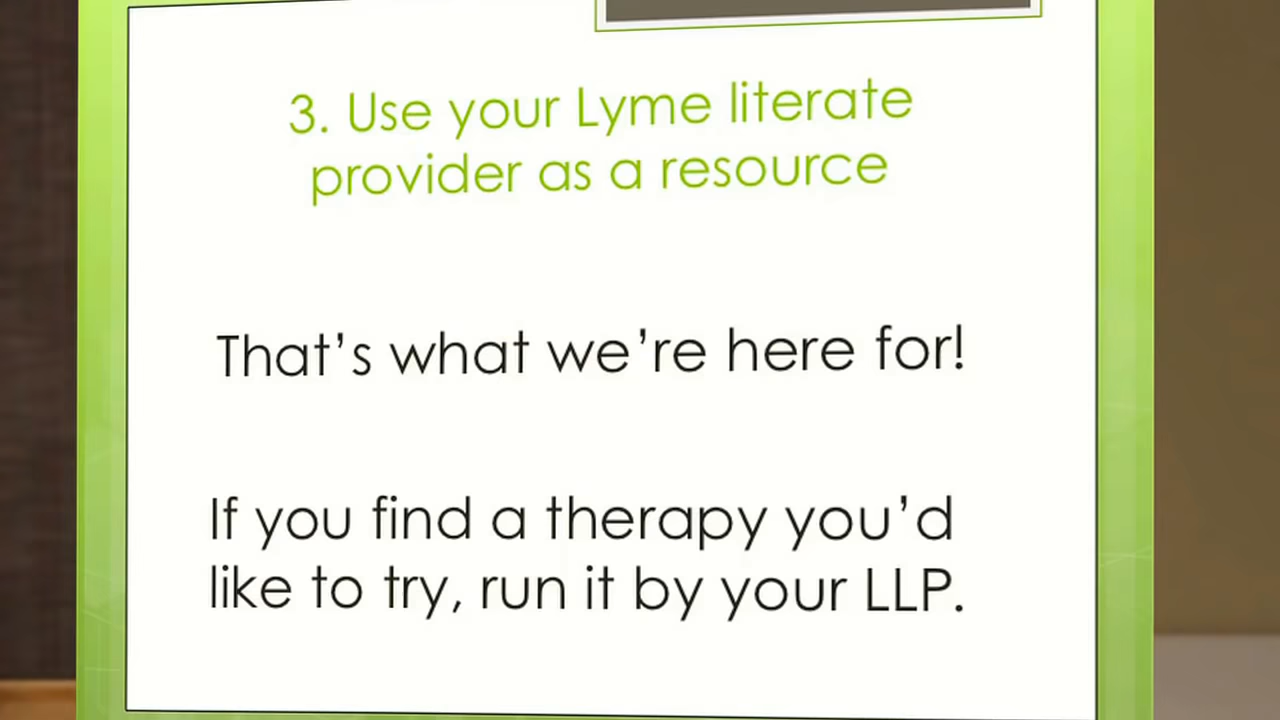 3. Use your Lyme literate
provider as a resource
That’s what we’re here for!
If you find a therapy you’d
like to try, run it by your LLP.